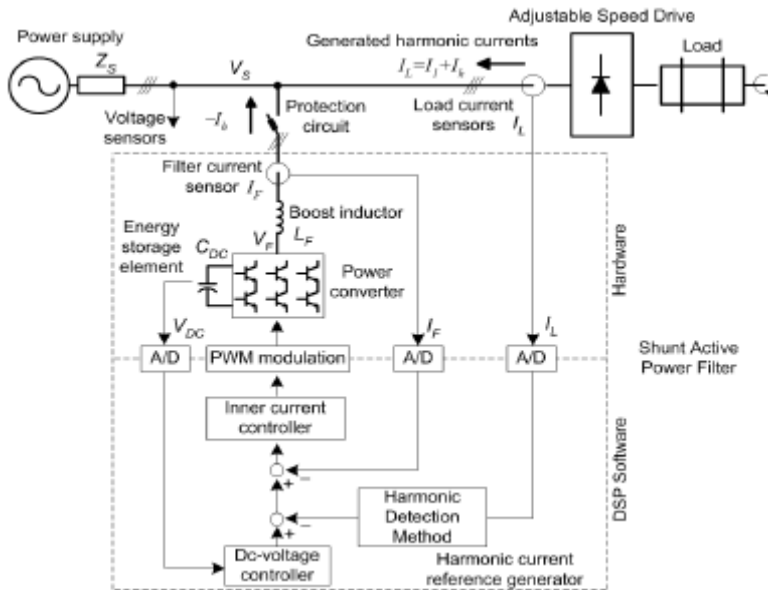 Adjustable Speed Drive
Power supply
Generated harmonic currents
Load
Z_S
V_S
I_L=I_1+I_h
Voltage
sensors
−I_h
Protection
circuit
Load current
sensors
I_L
Filter current
sensor I_F
Boost inductor
Energy
storage
element
C_DC
V_F
L_F
Power
converter
Hardware
V_DC
I_F
I_L
A/D
PWM modulation
A/D
A/D
Shunt Active
Power Filter
Inner current
controller
−
+
Harmonic
Detection
Method
−
+
DSP Software
Dc-voltage
controller
Harmonic current
reference generator